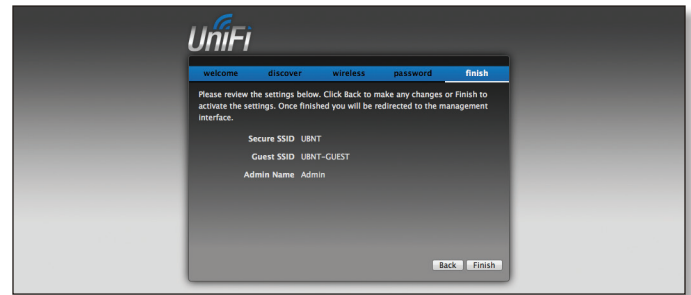 UniFi
welcome discover wireless password finish
Please review the settings below. Click Back to make any changes or Finish to
activate the settings. Once finished you will be redirected to the management
interface.
Secure SSID UBNT
Guest SSID UBNT-GUEST
Admin Name Admin
Back Finish